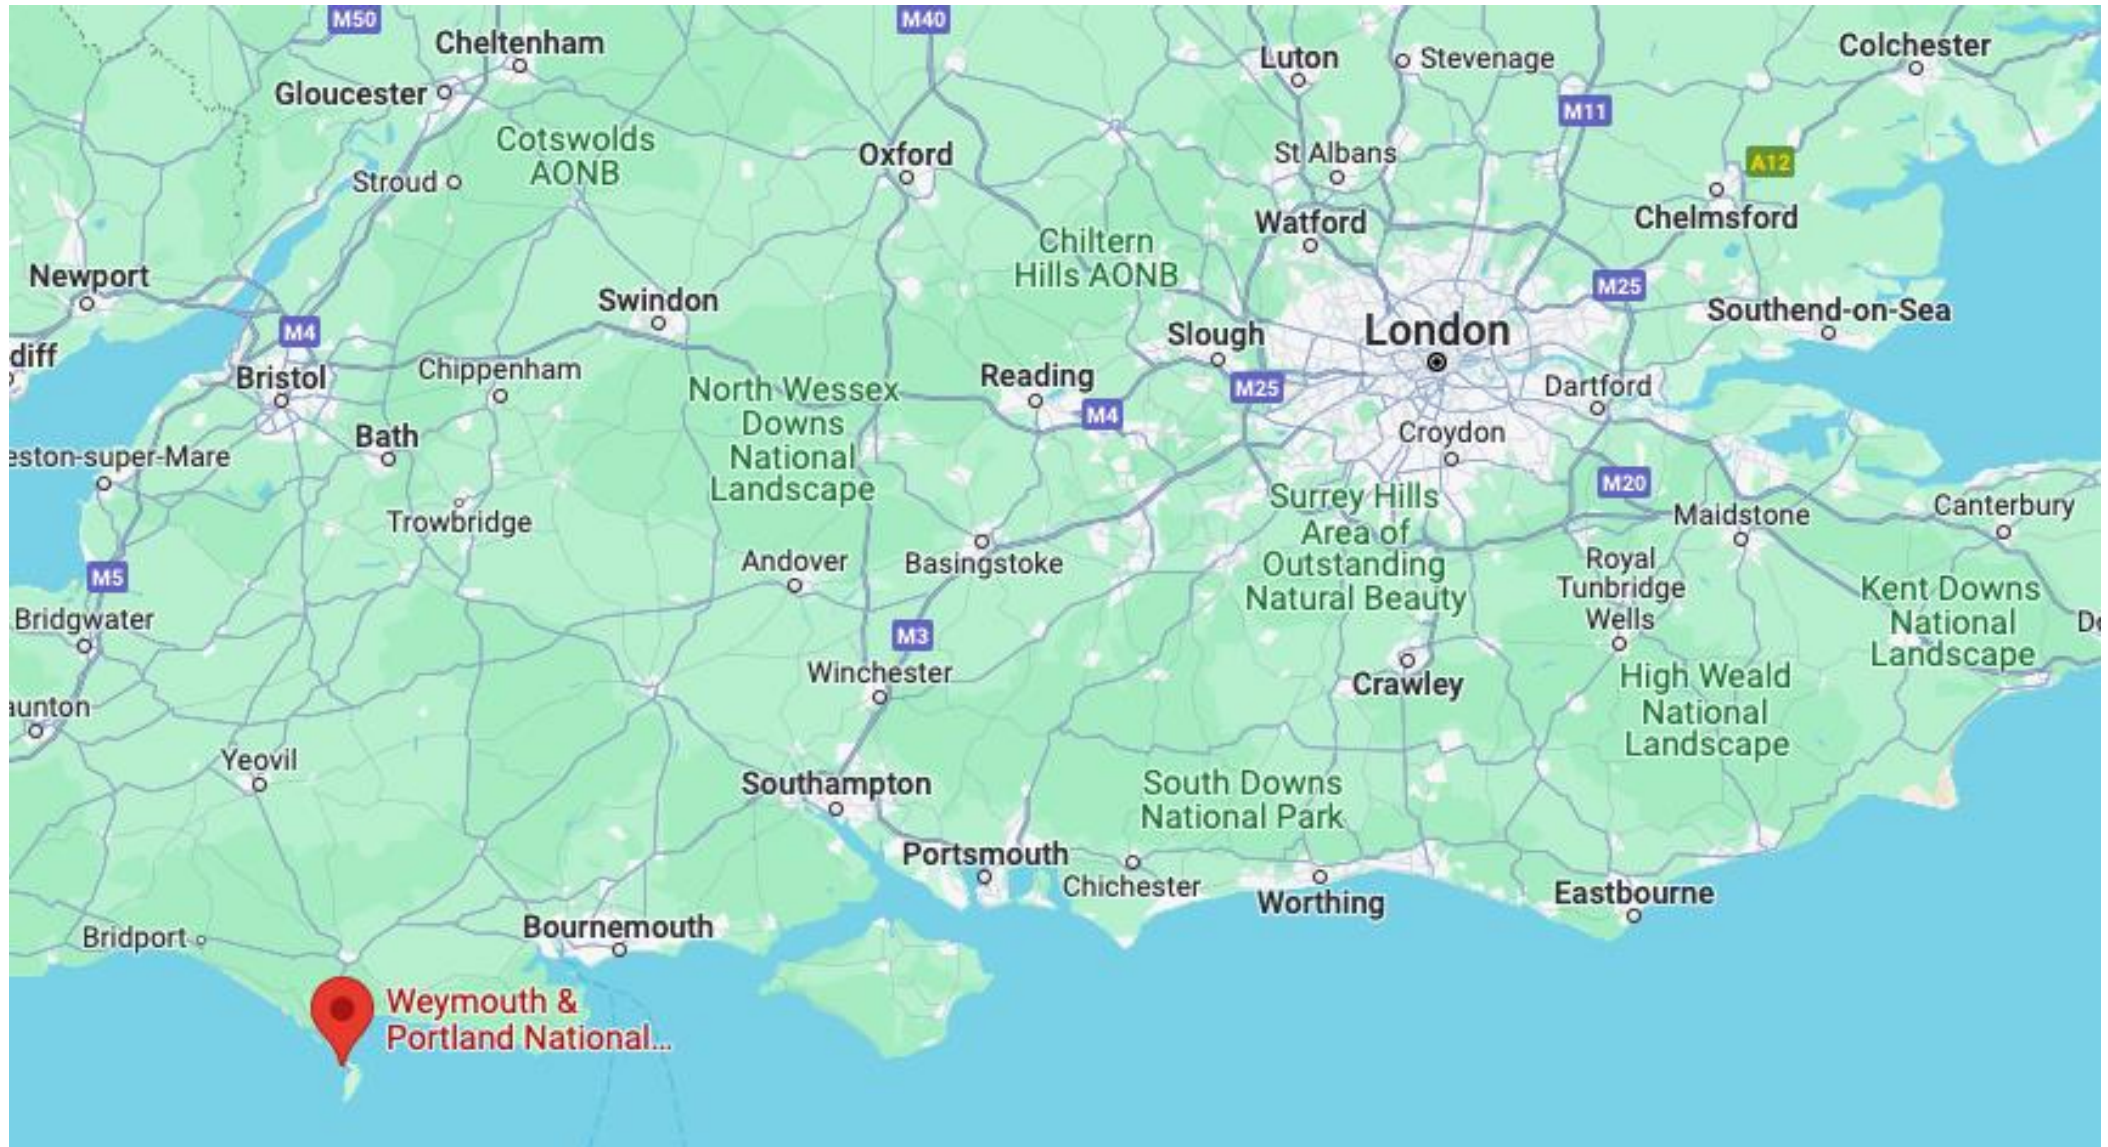 M50
M40
Cheltenham
Luton
Stevenage
Colchester
Gloucester
M11
Cotswolds
AONB
Oxford
St Albans
A12
Stroud
Watford
Chelmsford
Chiltern
Hills AONB
Newport
Swindon
M25
Southend-on-Sea
M4
Slough
London
diff
Bristol
Chippenham
North Wessex
Downs
National
Landscape
Reading
M4
M25
Dartford
Bath
Croydon
eston-super-Mare
Trowbridge
Surrey Hills
Area of
Outstanding
Natural Beauty
M20
Maidstone
Canterbury
M5
Andover
Basingstoke
Royal
Tunbridge
Wells
Kent Downs
National
Landscape
Bridgwater
M3
De
Winchester
Crawley
High Weald
National
Landscape
aunton
Yeovil
Southampton
South Downs
National Park
Portsmouth
Chichester
Worthing
Eastbourne
Bridport
Bournemouth
Weymouth &
Portland National...